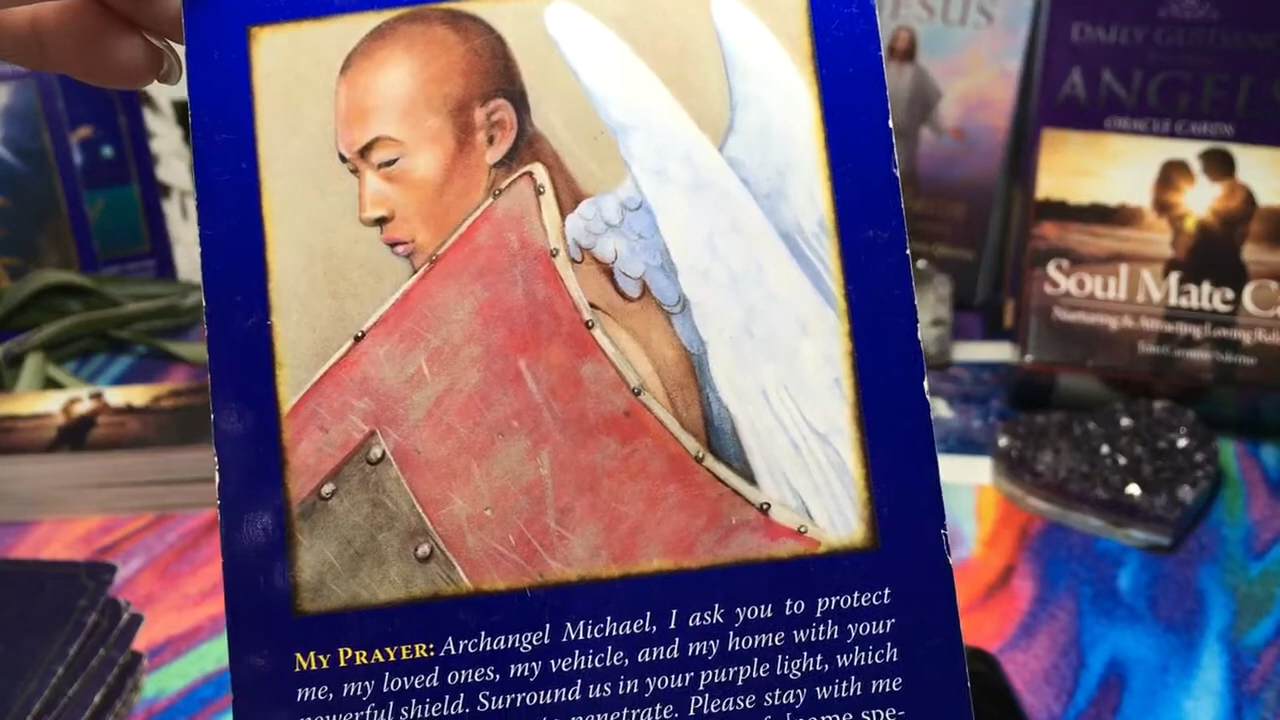 JESUS
DAILY GUIDANCE
ANGEL
ORACLE CARDS
Soul Mate C
MY PRAYER: Archangel Michael, I ask you to protect
me, my loved ones, my vehicle, and my home with your
powerful shield. Surround us in your purple light, which
penetrate. Please stay with me